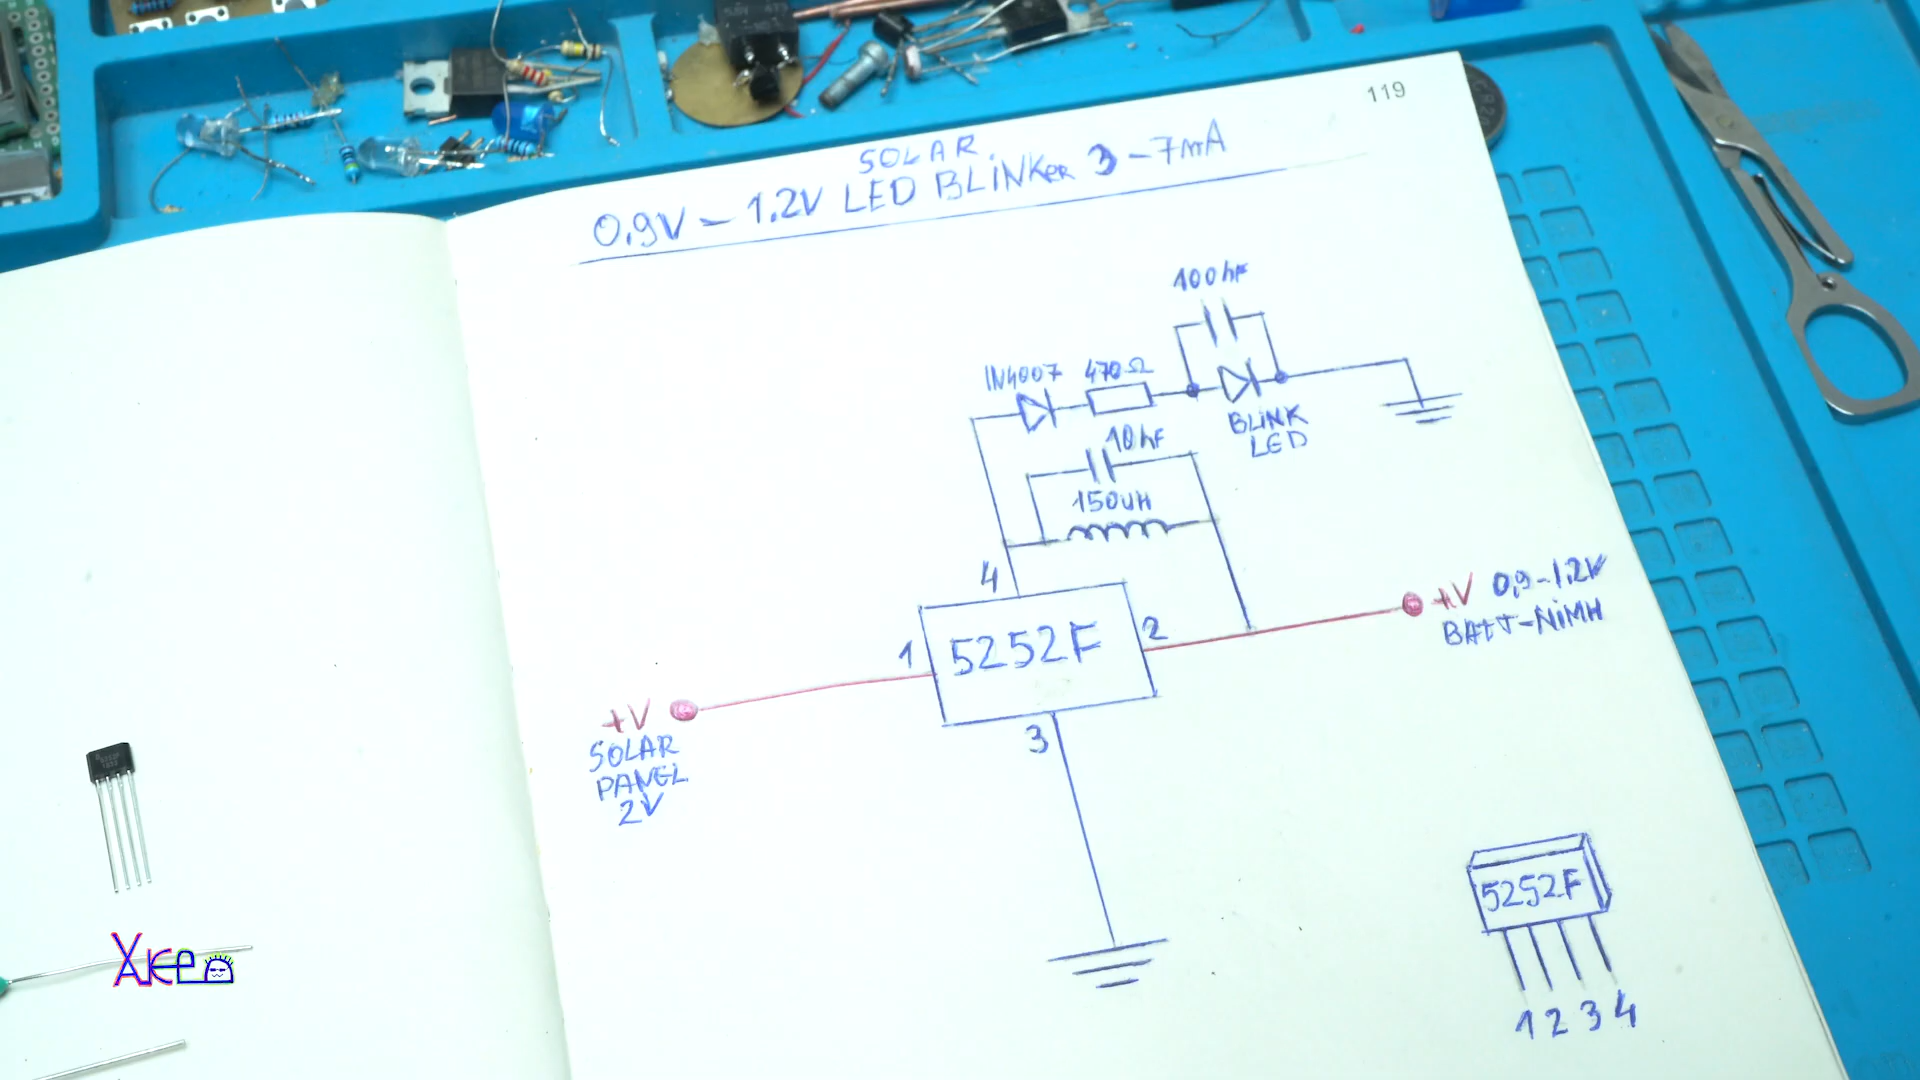 119
SOLAR
0,9V - 1.2V LED BLINKER 3-7mA
100nF
1N4007
470Ω
BLINK
LED
10nF
150uH
4
5252F
1
2
3
+V
SOLAR
PANEL
2V
+V 0,9-1.2V
BATT-NiMH
5252F
1 2 3 4